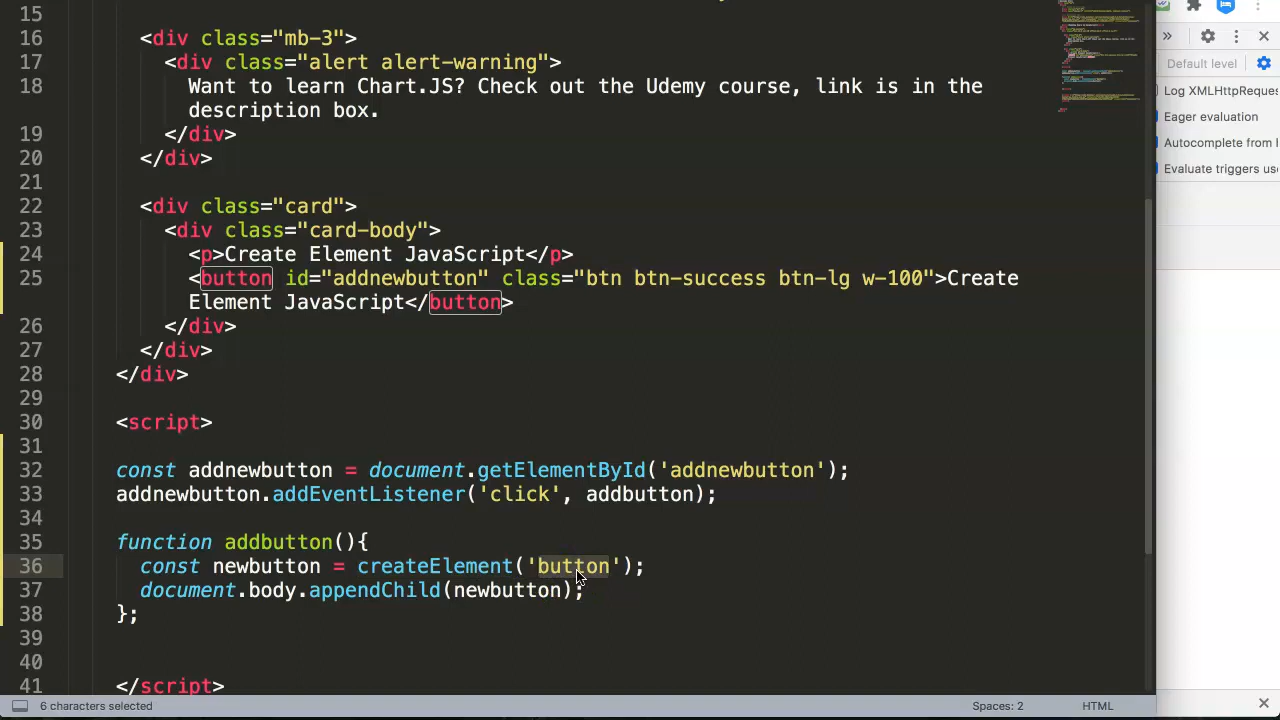 15
16 <div class="mb-3">
17 <div class="alert alert-warning">
18 Want to learn Chart.JS? Check out the Udemy course, link is in the
description box.
19 </div>
20 </div>
21
22 <div class="card">
23 <div class="card-body">
24 <p>Create Element JavaScript</p>
25 <button id="addnewbutton" class="btn btn-success btn-lg w-100">Create
Element JavaScript</button>
26 </div>
27 </div>
28 </div>
29
30 <script>
31
32 const addnewbutton = document.getElementById('addnewbutton');
33 addnewbutton.addEventListener('click', addbutton);
34
35 function addbutton(){
36 const newbutton = createElement('button');
37 document.body.appendChild(newbutton);
38 };
39
40
41 </script>
6 characters selected
Spaces: 2
HTML
»
Default level
Log XMLHttpReques
Eager evaluation
Autocomplete from
Evaluate triggers